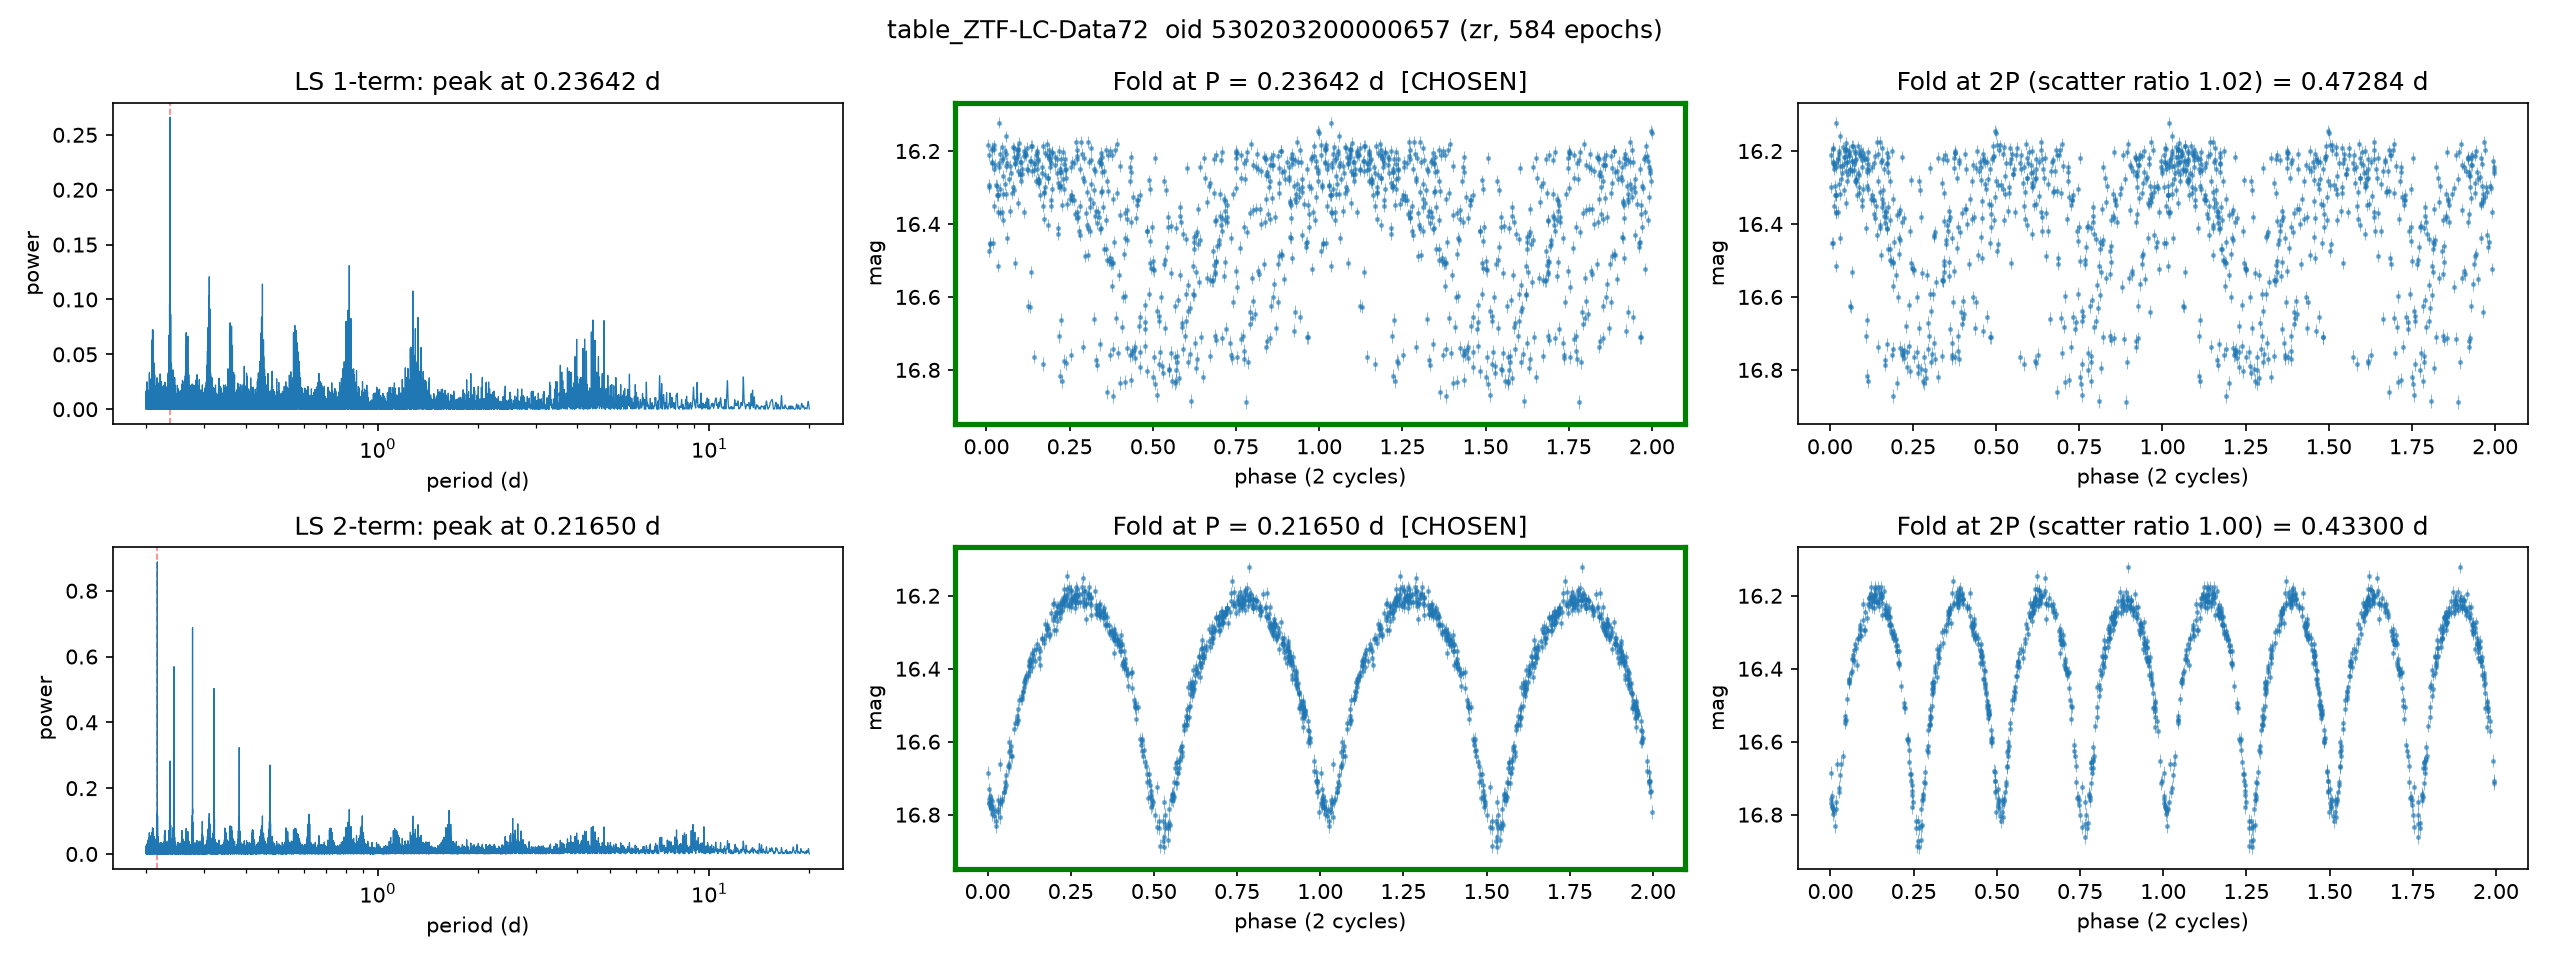 table_ZTF-LC-Data72  oid 530203200000657 (zr, 584 epochs)
LS 1-term: peak at 0.23642 d
power
0.25
0.20
0.15
0.10
0.05
0.00
10⁰
10¹
period (d)
Fold at P = 0.23642 d  [CHOSEN]
mag
16.2
16.4
16.6
16.8
0.00 0.25 0.50 0.75 1.00 1.25 1.50 1.75 2.00
phase (2 cycles)
Fold at 2P (scatter ratio 1.02) = 0.47284 d
mag
16.2
16.4
16.6
16.8
0.00 0.25 0.50 0.75 1.00 1.25 1.50 1.75 2.00
phase (2 cycles)
LS 2-term: peak at 0.21650 d
power
0.8
0.6
0.4
0.2
0.0
10⁰
10¹
period (d)
Fold at P = 0.21650 d  [CHOSEN]
mag
16.2
16.4
16.6
16.8
0.00 0.25 0.50 0.75 1.00 1.25 1.50 1.75 2.00
phase (2 cycles)
Fold at 2P (scatter ratio 1.00) = 0.43300 d
mag
16.2
16.4
16.6
16.8
0.00 0.25 0.50 0.75 1.00 1.25 1.50 1.75 2.00
phase (2 cycles)